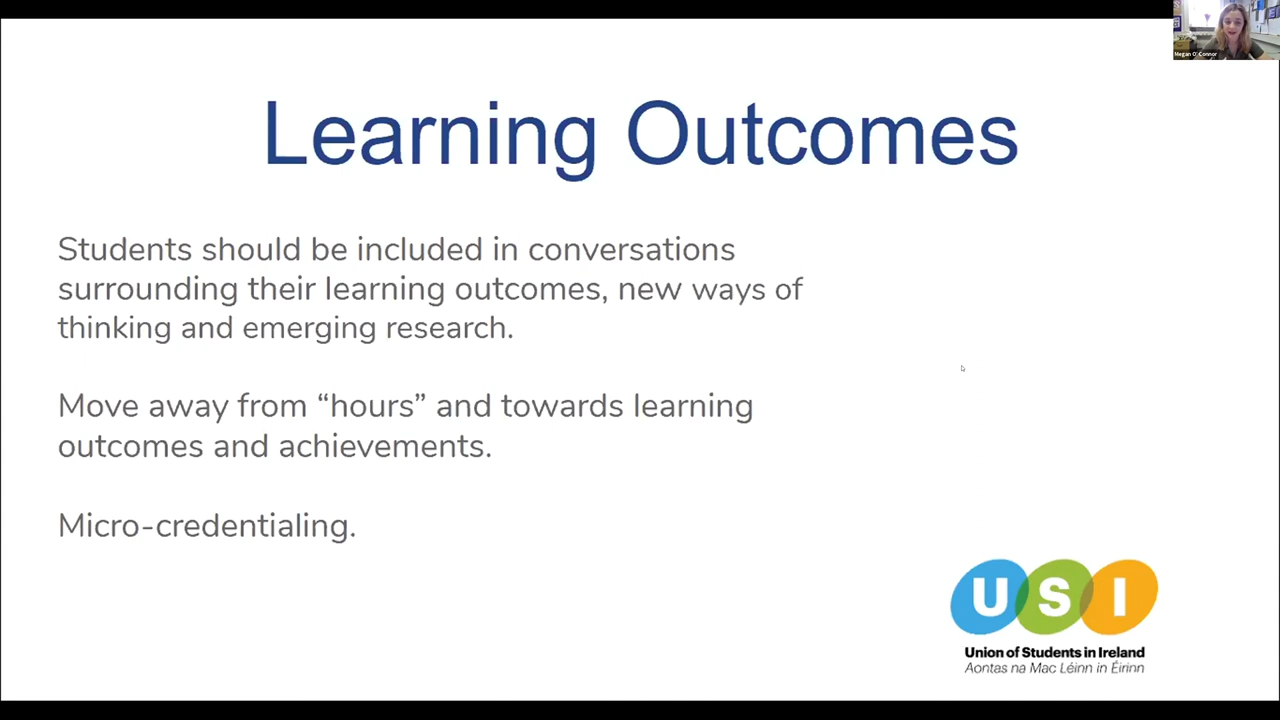 Megan O' Connor
Learning Outcomes
Students should be included in conversations
surrounding their learning outcomes, new ways of
thinking and emerging research.
Move away from “hours” and towards learning
outcomes and achievements.
Micro-credentialing.
USI
Union of Students in Ireland
Aontas na Mac Léinn in Éirinn